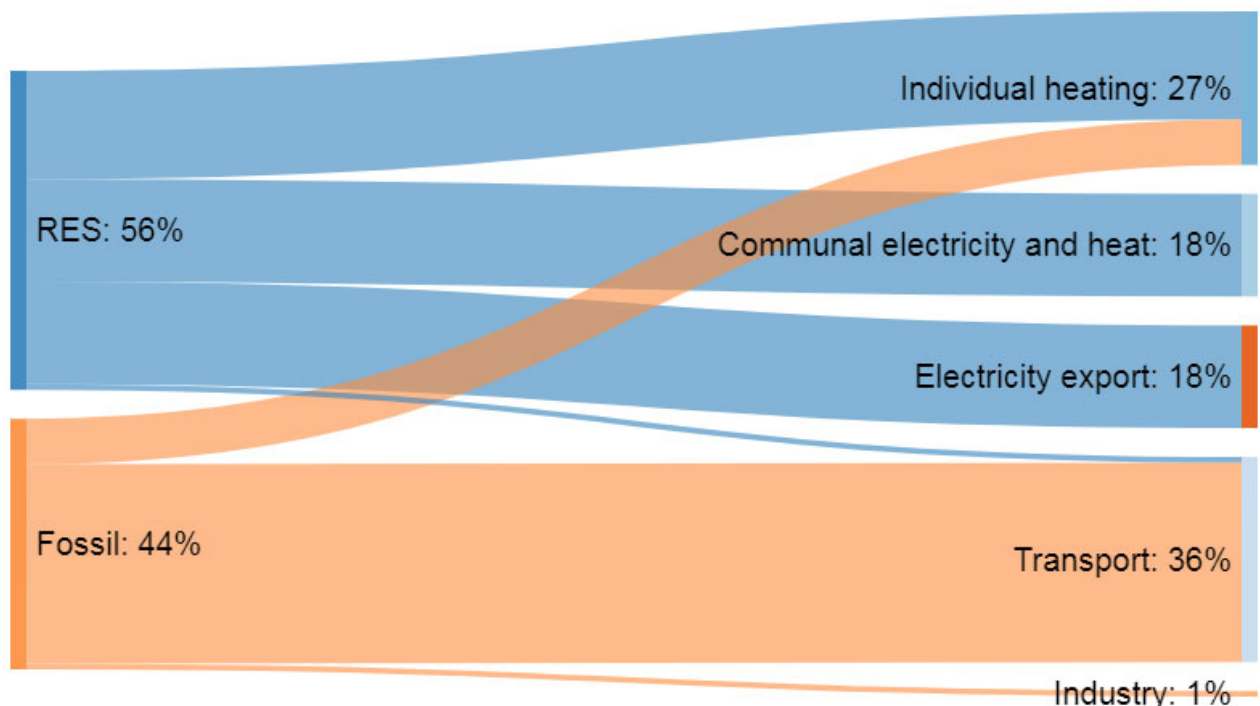 Individual heating: 27%
RES: 56%
Communal electricity and heat: 18%
Electricity export: 18%
Fossil: 44%
Transport: 36%
Industry: 1%